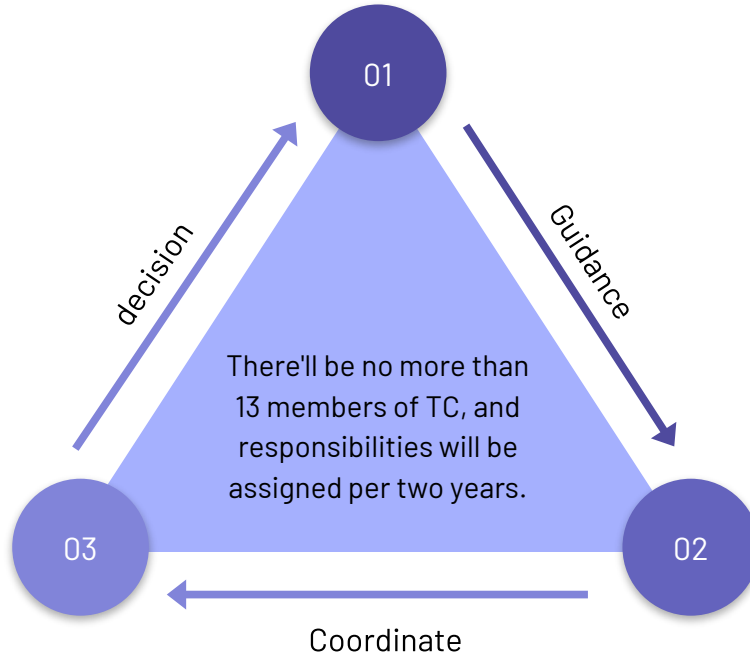 01
decision
Guidance
There'll be no more than
13 members of TC, and
responsibilities will be
assigned per two years.
03
02
Coordinate